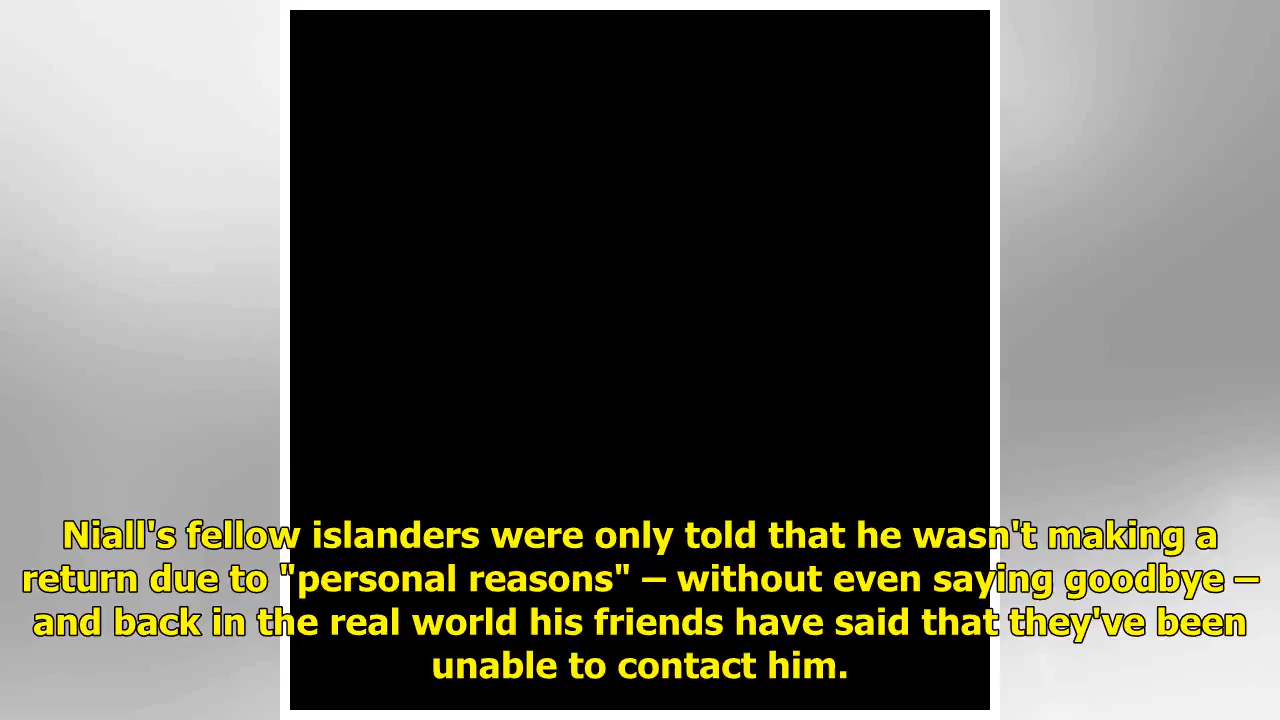 Niall's fellow islanders were only told that he wasn't making a
return due to "personal reasons" – without even saying goodbye –
and back in the real world his friends have said that they've been
unable to contact him.